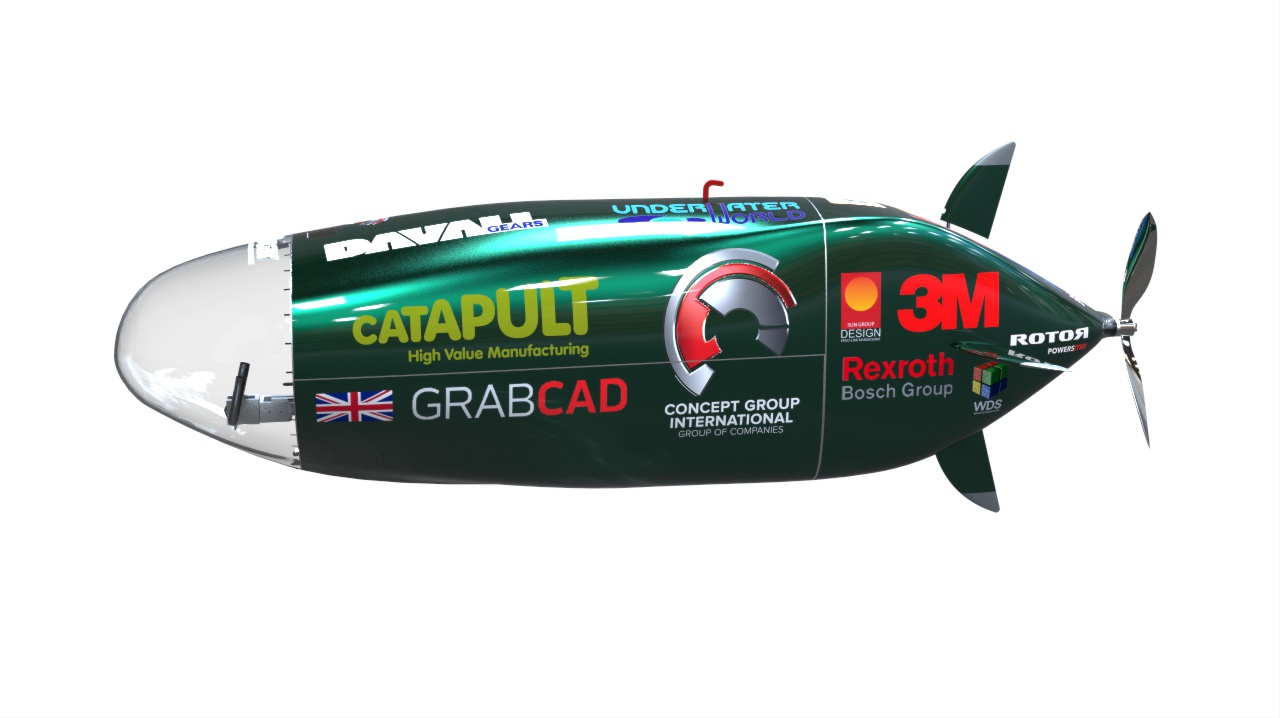 DAVALL
GEARS
UNDERWATER
WORLD
CATAPULT
High Value Manufacturing
GRABCAD
CONCEPT GROUP
INTERNATIONAL
GROUP OF COMPANIES
SUN GROUP
DESIGN
3M
Rexroth
Bosch Group
WDS
ROTOR